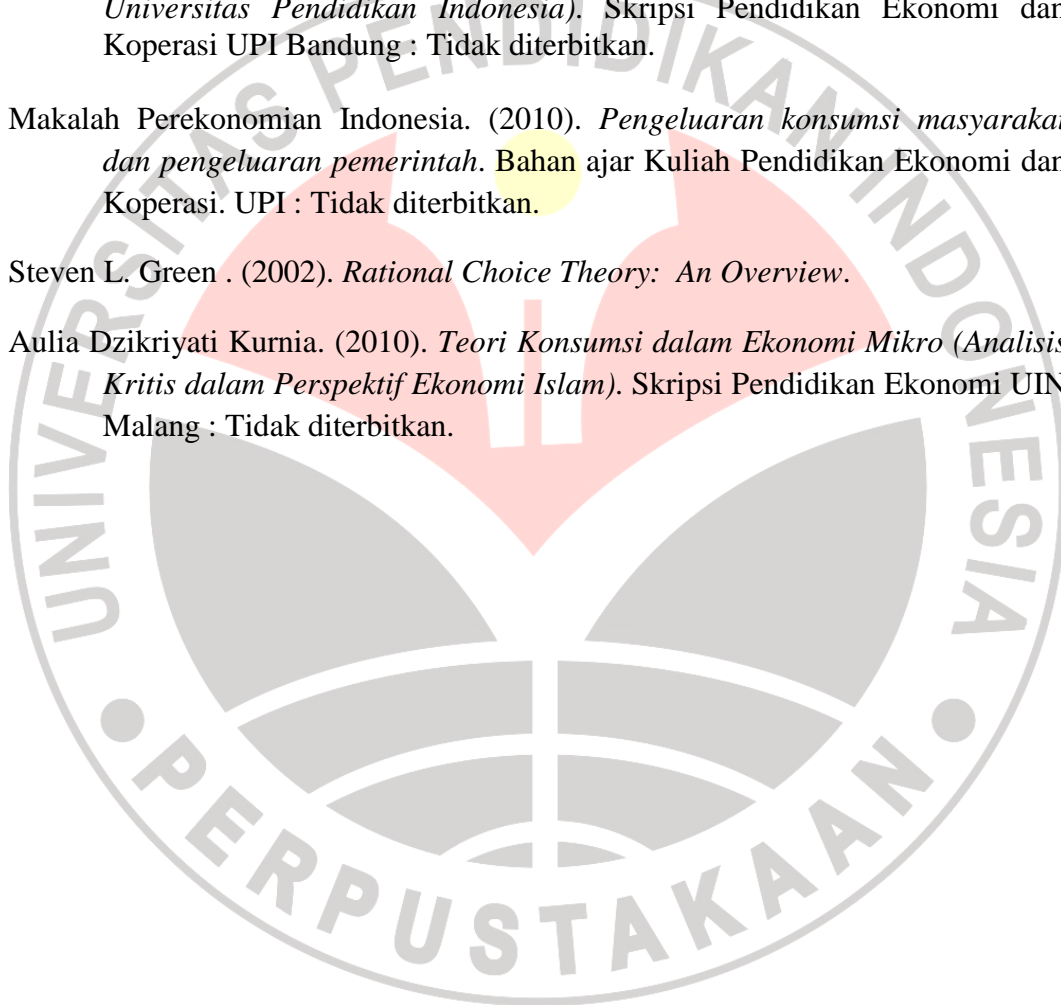 Universitas Pendidikan Indonesia). Skripsi Pendidikan Ekonomi dan
Koperasi UPI Bandung : Tidak diterbitkan.
Makalah Perekonomian Indonesia. (2010). Pengeluaran konsumsi masyarakat
dan pengeluaran pemerintah. Bahan ajar Kuliah Pendidikan Ekonomi dan
Koperasi. UPI : Tidak diterbitkan.
Steven L. Green . (2002). Rational Choice Theory: An Overview.
Aulia Dzikriyati Kurnia. (2010). Teori Konsumsi dalam Ekonomi Mikro (Analisis
Kritis dalam Perspektif Ekonomi Islam). Skripsi Pendidikan Ekonomi UIN
Malang : Tidak diterbitkan.
UNIVERSITAS PENDIDIKAN INDONESIA
PERPUSTAKAAN